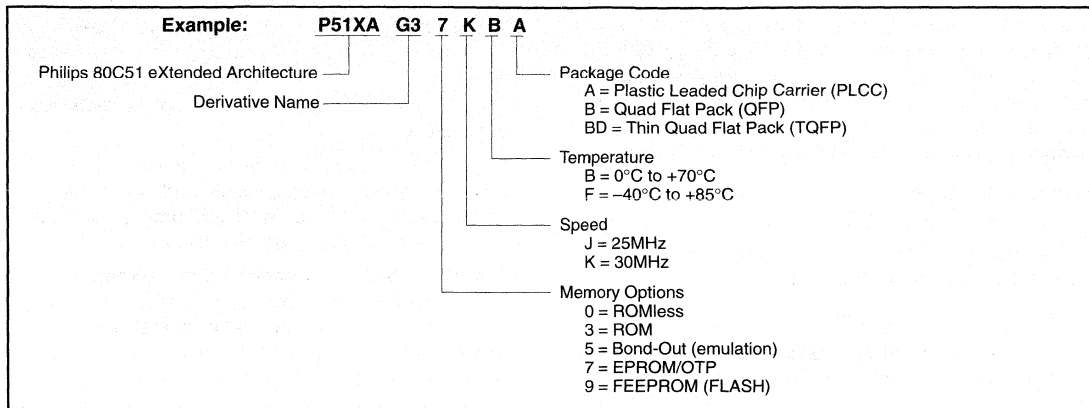 Example: P51XA G3 7 K B A
Philips 80C51 eXtended Architecture
Derivative Name
Package Code
A = Plastic Leaded Chip Carrier (PLCC)
B = Quad Flat Pack (QFP)
BD = Thin Quad Flat Pack (TQFP)
Temperature
B = 0°C to +70°C
F = –40°C to +85°C
Speed
J = 25MHz
K = 30MHz
Memory Options
0 = ROMless
3 = ROM
5 = Bond-Out (emulation)
7 = EPROM/OTP
9 = FEEPROM (FLASH)